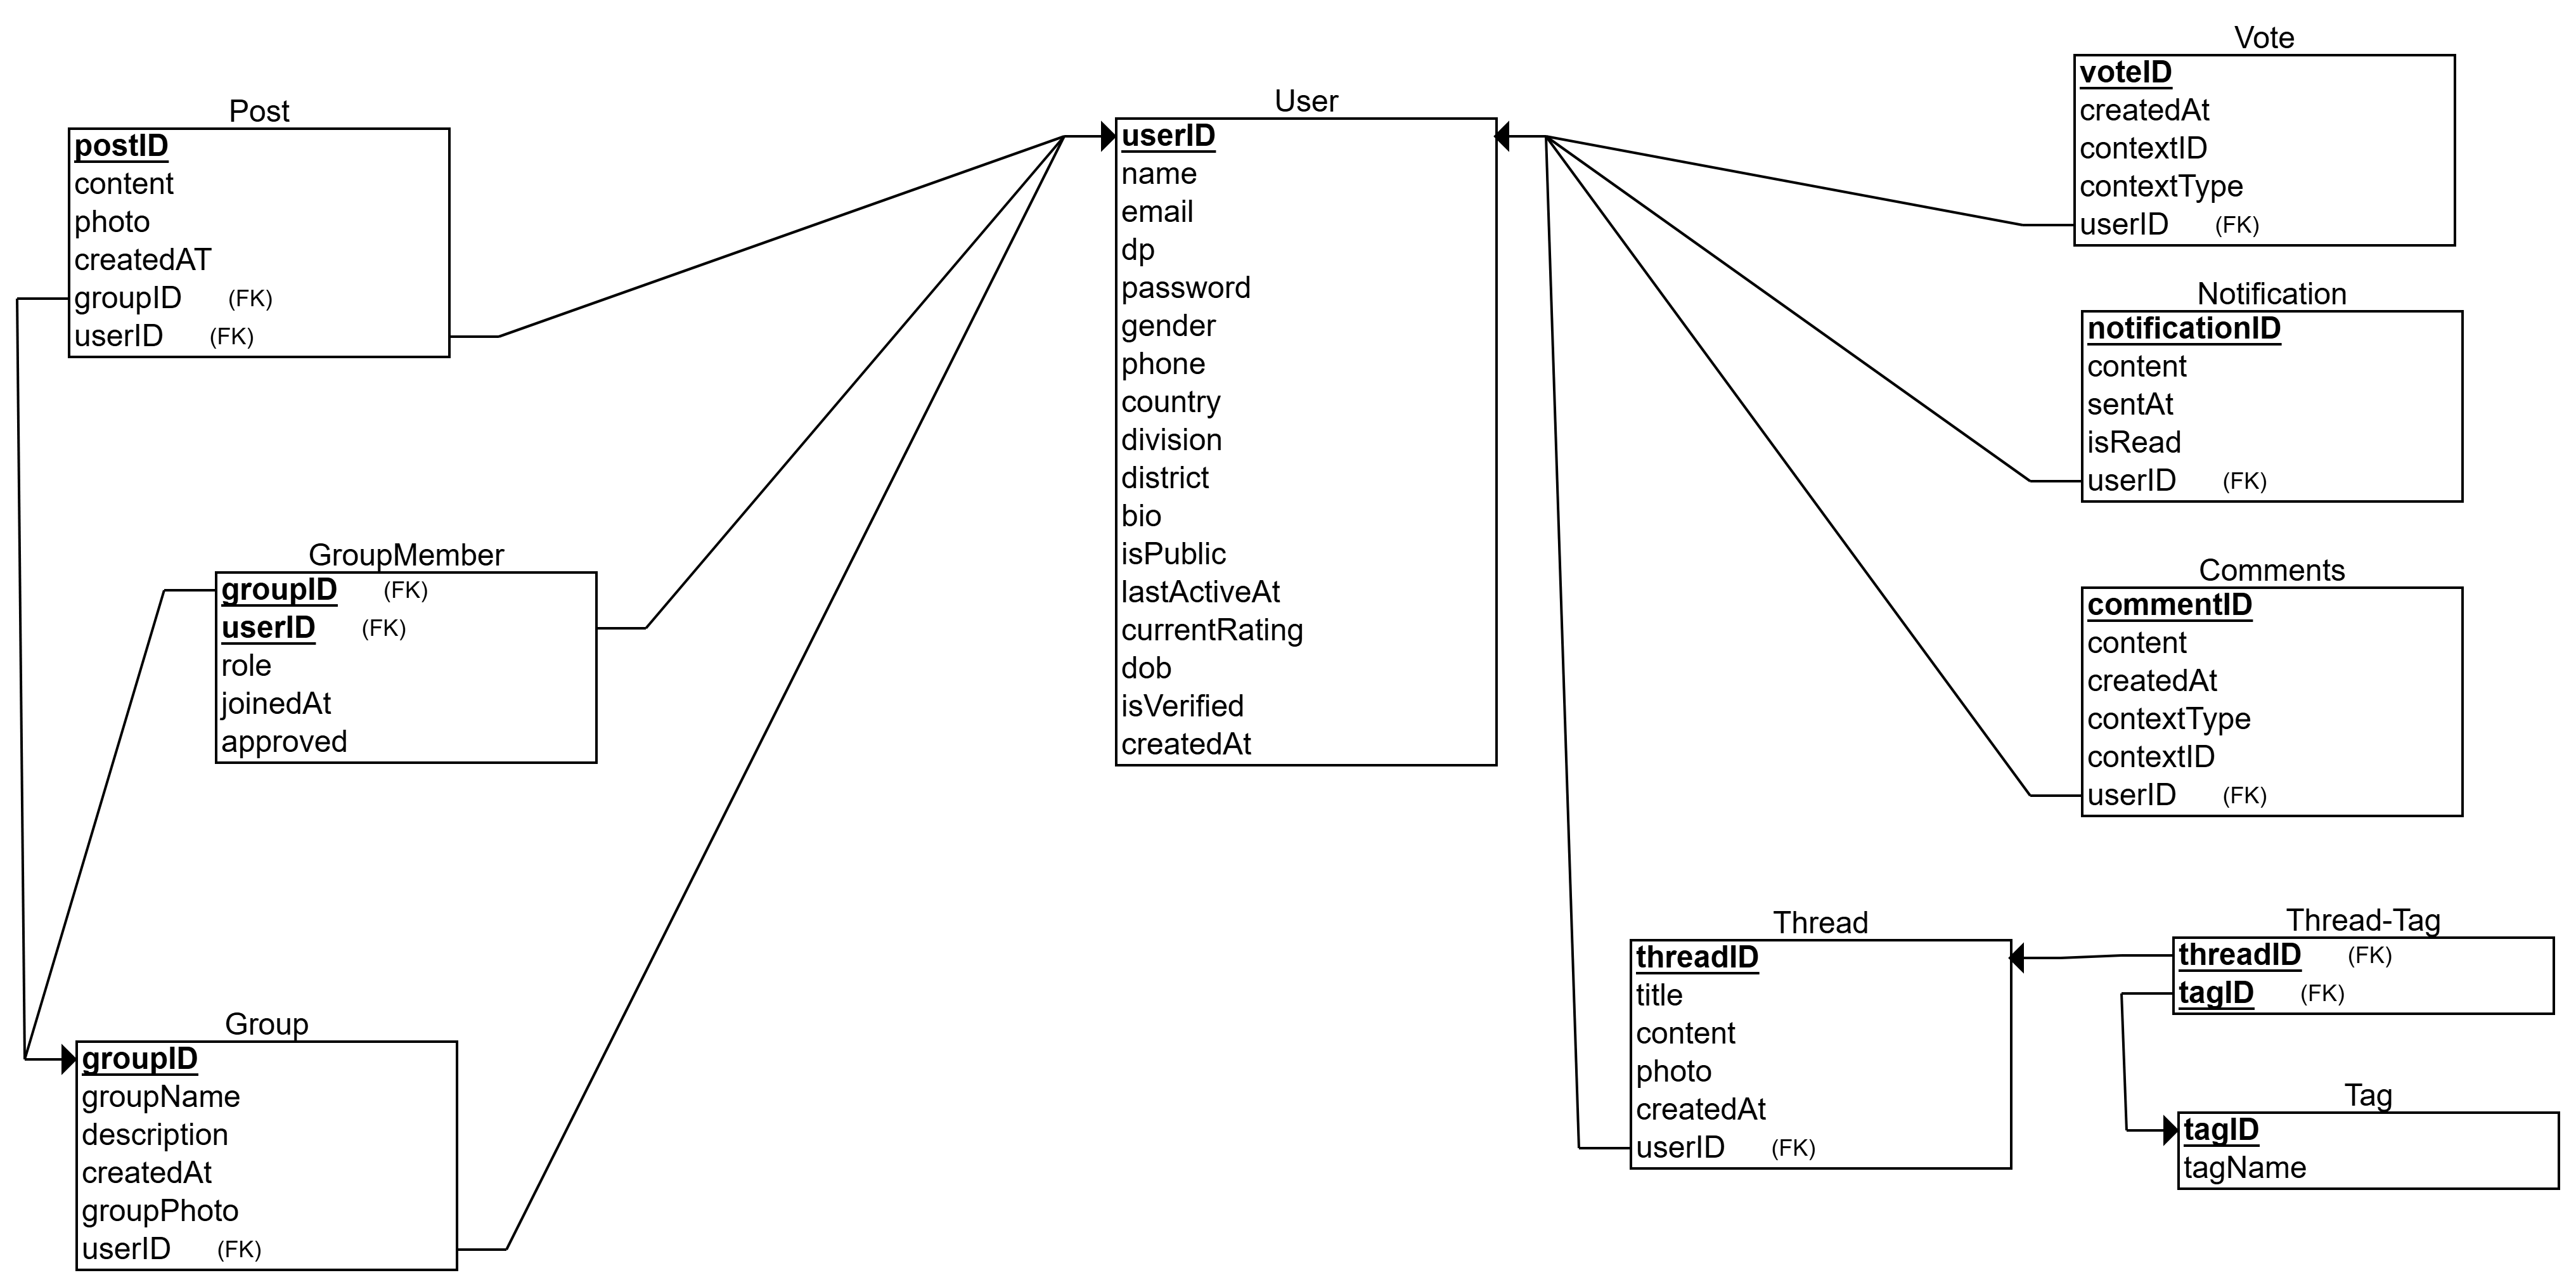 Post
postID
content
photo
createdAT
groupID (FK)
userID (FK)
GroupMember
groupID (FK)
userID (FK)
role
joinedAt
approved
Group
groupID
groupName
description
createdAt
groupPhoto
userID (FK)
User
userID
name
email
dp
password
gender
phone
country
division
district
bio
isPublic
lastActiveAt
currentRating
dob
isVerified
createdAt
Vote
voteID
createdAt
contextID
contextType
userID (FK)
Notification
notificationID
content
sentAt
isRead
userID (FK)
Comments
commentID
content
createdAt
contextType
contextID
userID (FK)
Thread
threadID
title
content
photo
createdAt
userID (FK)
Thread-Tag
threadID (FK)
tagID (FK)
Tag
tagID
tagName